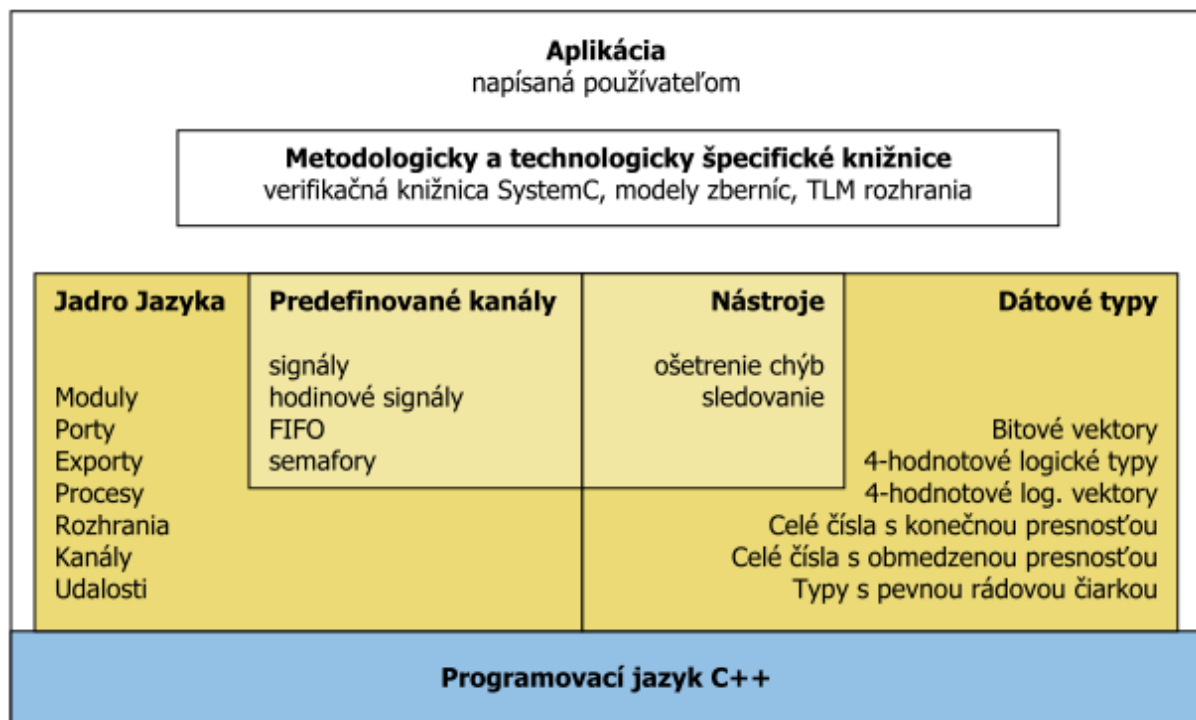 Aplikácia
napísaná používateľom
Metodologicky a technologicky špecifické knižnice
verifikačná knižnica SystemC, modely zberníc, TLM rozhrania
Jadro Jazyka
Moduly
Porty
Exporty
Procesy
Rozhrania
Kanály
Udalosti
Predefinované kanály
signály
hodinové signály
FIFO
semafory
Nástroje
ošetrenie chýb
sledovanie
Dátové typy
Bitové vektory
4-hodnotové logické typy
4-hodnotové log. vektory
Celé čísla s konečnou presnosťou
Celé čísla s obmedzenou presnosťou
Typy s pevnou rádovou čiarkou
Programovací jazyk C++